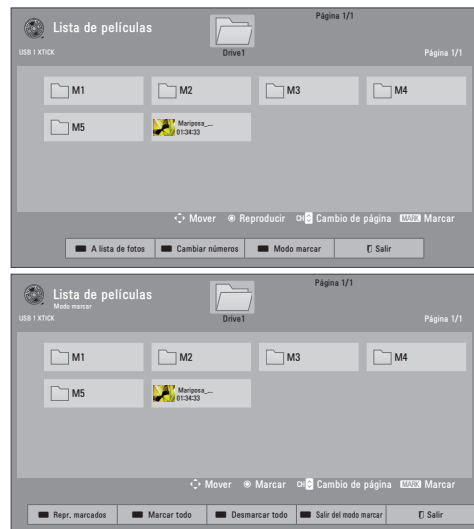 Página 1/1
Lista de películas
USB 1 XTICK
Drive1
Página 1/1
M1
M2
M3
M4
M5
Mariposa_...
01:34:33
Mover
Reproducir
CH Cambio de página
MARK Marcar
A lista de fotos
Cambiar números
Modo marcar
Salir
Página 1/1
Lista de películas
Modo marcar
USB 1 XTICK
Drive1
Página 1/1
M1
M2
M3
M4
M5
Mariposa_...
01:34:33
Mover
Marcar
CH Cambio de página
MARK Marcar
Repr. marcados
Marcar todo
Desmarcar todo
Salir del modo marcar
Salir